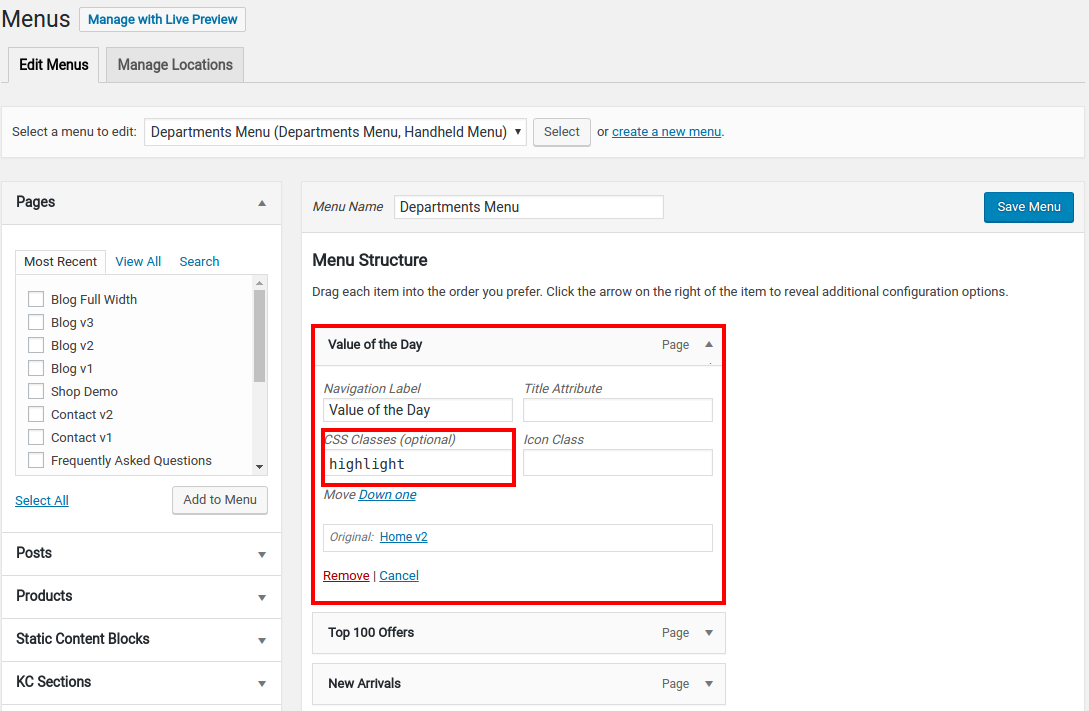 Menus Manage with Live Preview
Edit Menus Manage Locations
Select a menu to edit: Departments Menu (Departments Menu, Handheld Menu) Select or create a new menu.
Pages
Most Recent View All Search
Blog Full Width
Blog v3
Blog v2
Blog v1
Shop Demo
Contact v2
Contact v1
Frequently Asked Questions
Select All Add to Menu
Posts
Products
Static Content Blocks
KC Sections
Menu Name Departments Menu Save Menu
Menu Structure
Drag each item into the order you prefer. Click the arrow on the right of the item to reveal additional configuration options.
Value of the Day Page
Navigation Label Title Attribute
Value of the Day
CSS Classes (optional) Icon Class
highlight
Move Down one
Original: Home v2
Remove | Cancel
Top 100 Offers Page
New Arrivals Page